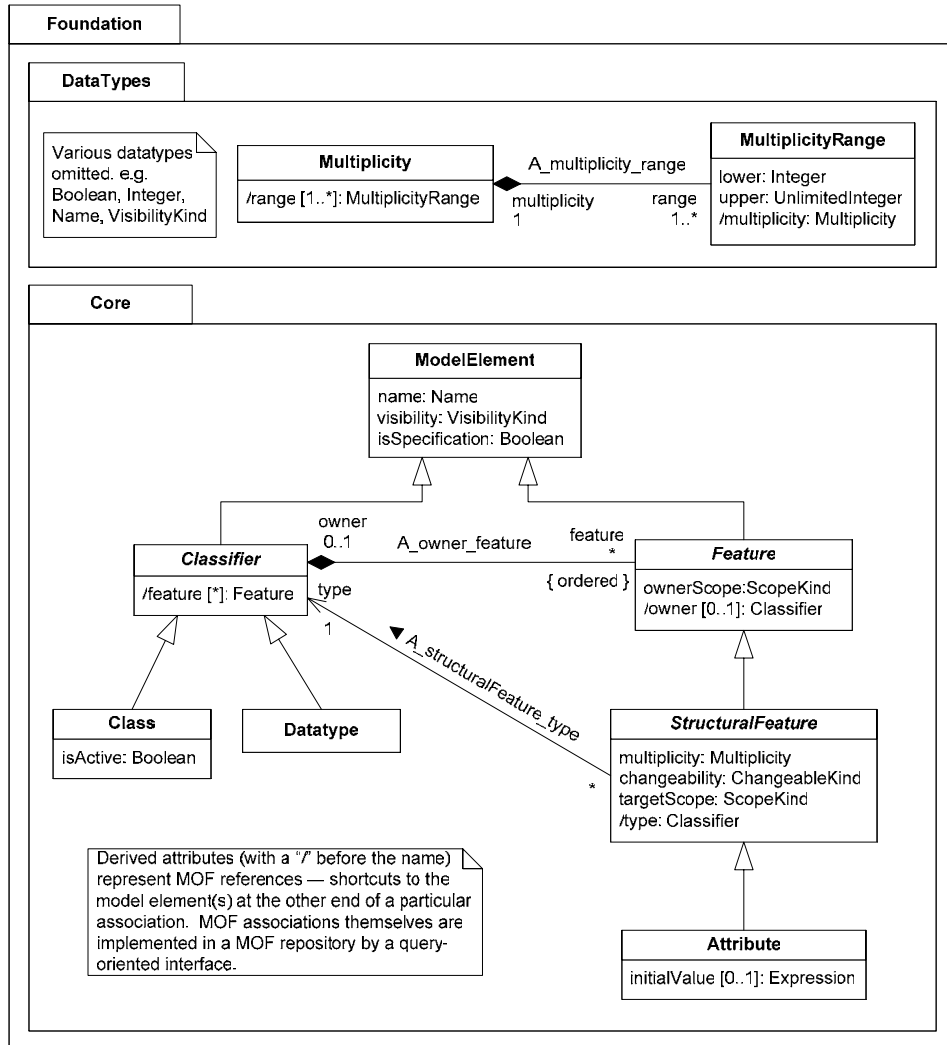 Foundation
DataTypes
Various datatypes
omitted. e.g.
Boolean, Integer,
Name, VisibilityKind
Multiplicity
/range [1..*]: MultiplicityRange
A_multiplicity_range
multiplicity
1
range
1..*
MultiplicityRange
lower: Integer
upper: UnlimitedInteger
/multiplicity: Multiplicity
Core
ModelElement
name: Name
visibility: VisibilityKind
isSpecification: Boolean
owner
0..1
A_owner_feature
feature
*
{ ordered }
Classifier
/feature [*]: Feature
type
1
Feature
ownerScope:ScopeKind
/owner [0..1]: Classifier
A_structuralFeature_type
*
Class
isActive: Boolean
Datatype
StructuralFeature
multiplicity: Multiplicity
changeability: ChangeableKind
targetScope: ScopeKind
/type: Classifier
Derived attributes (with a “/” before the name)
represent MOF references — shortcuts to the
model element(s) at the other end of a particular
association.  MOF associations themselves are
implemented in a MOF repository by a query-
oriented interface.
Attribute
initialValue [0..1]: Expression